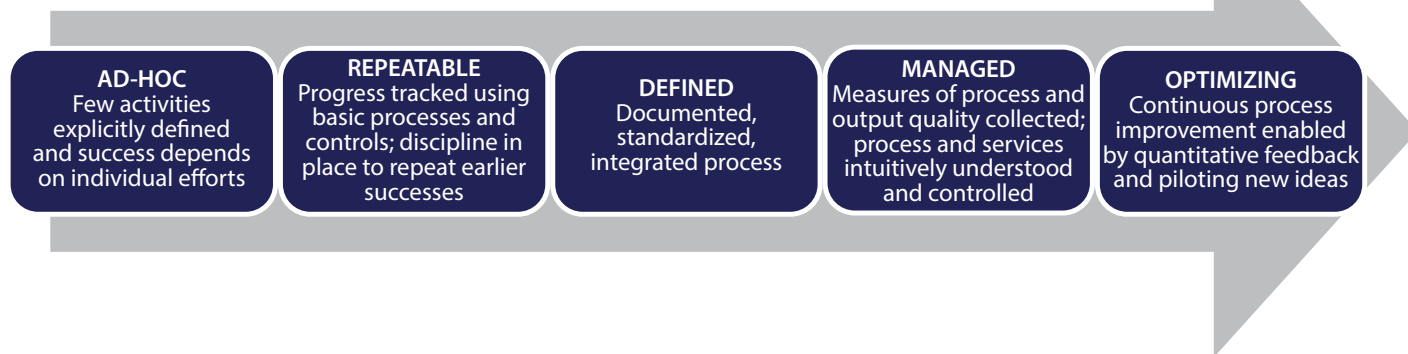 AD-HOC
Few activities
explicitly defined
and success depends
on individual efforts
REPEATABLE
Progress tracked using
basic processes and
controls; discipline in
place to repeat earlier
successes
DEFINED
Documented,
standardized,
integrated process
MANAGED
Measures of process and
output quality collected;
process and services
intuitively understood
and controlled
OPTIMIZING
Continuous process
improvement enabled
by quantitative feedback
and piloting new ideas